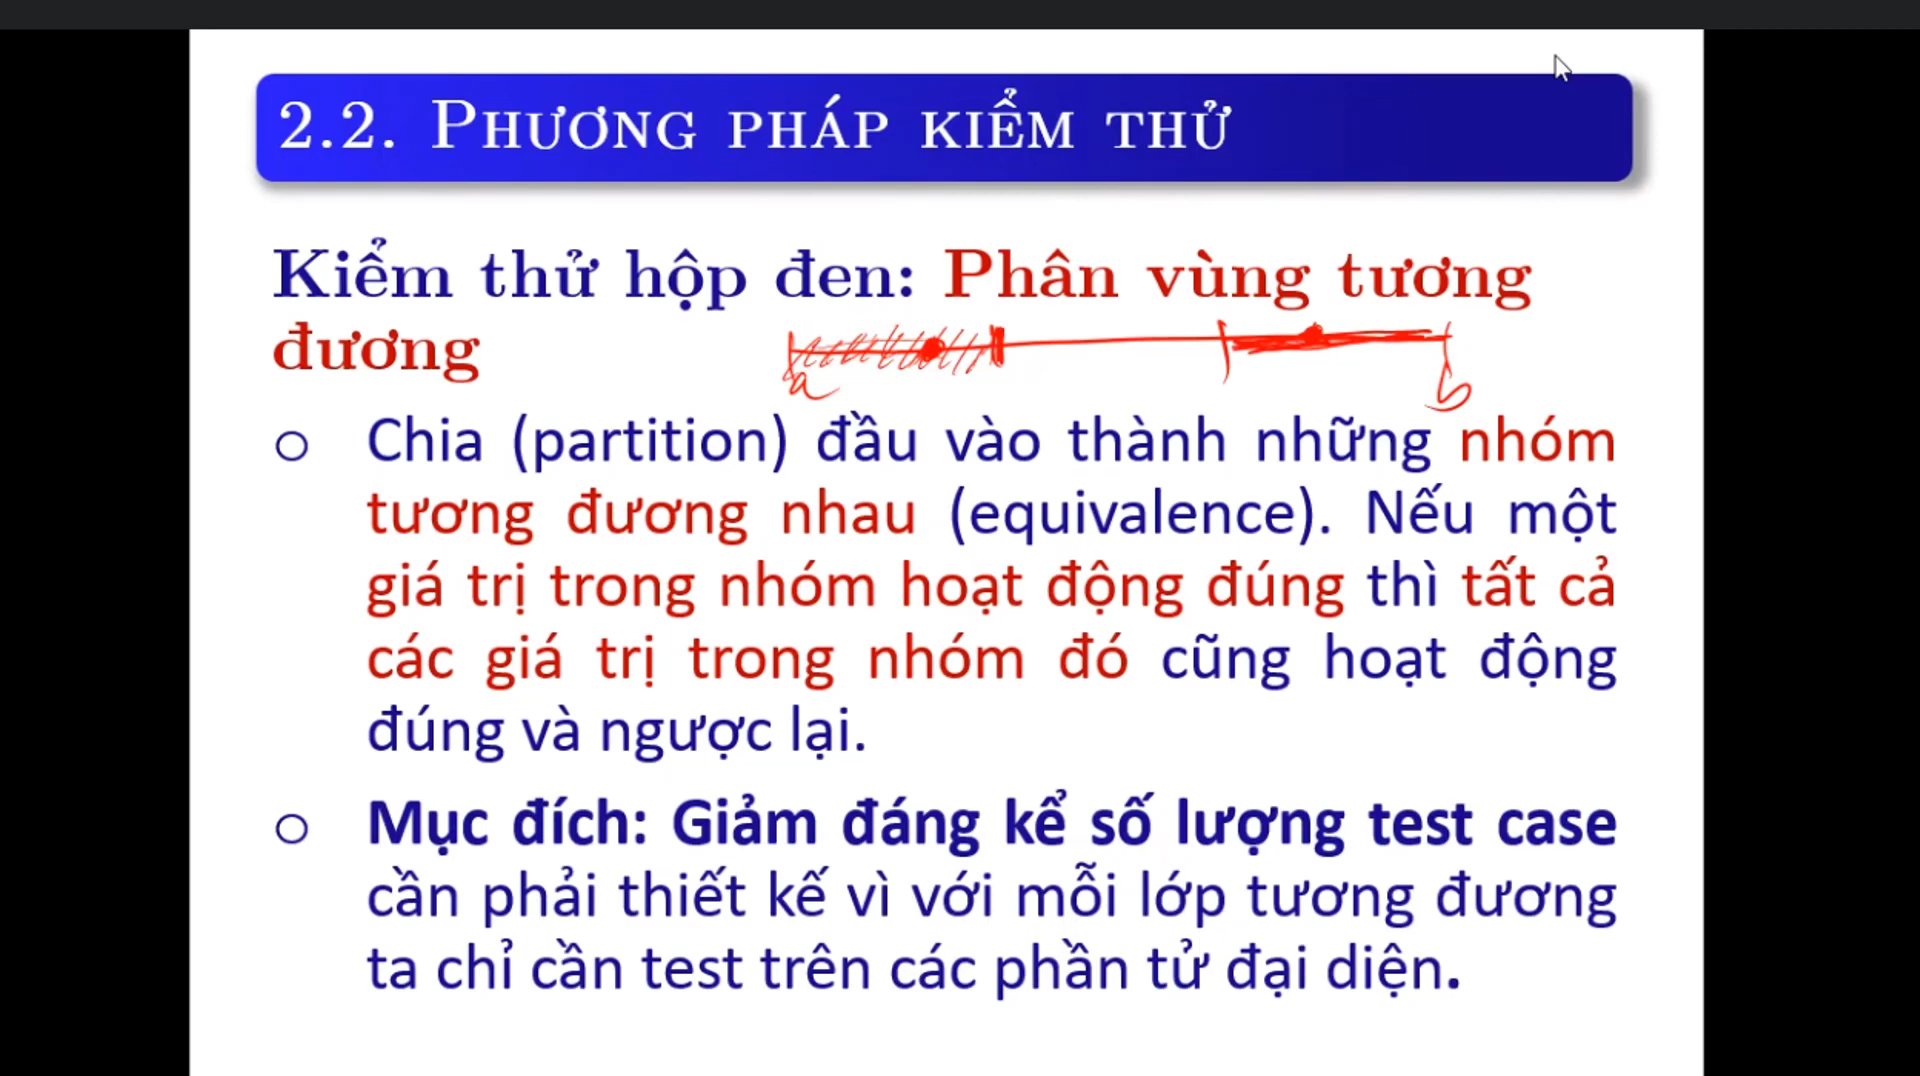 2.2. Phương pháp kiểm thử
Kiểm thử hộp đen: Phân vùng tương
đương
a
b
o Chia (partition) đầu vào thành những nhóm
tương đương nhau (equivalence). Nếu một
giá trị trong nhóm hoạt động đúng thì tất cả
các giá trị trong nhóm đó cũng hoạt động
đúng và ngược lại.
o Mục đích: Giảm đáng kể số lượng test case
cần phải thiết kế vì với mỗi lớp tương đương
ta chỉ cần test trên các phần tử đại diện.